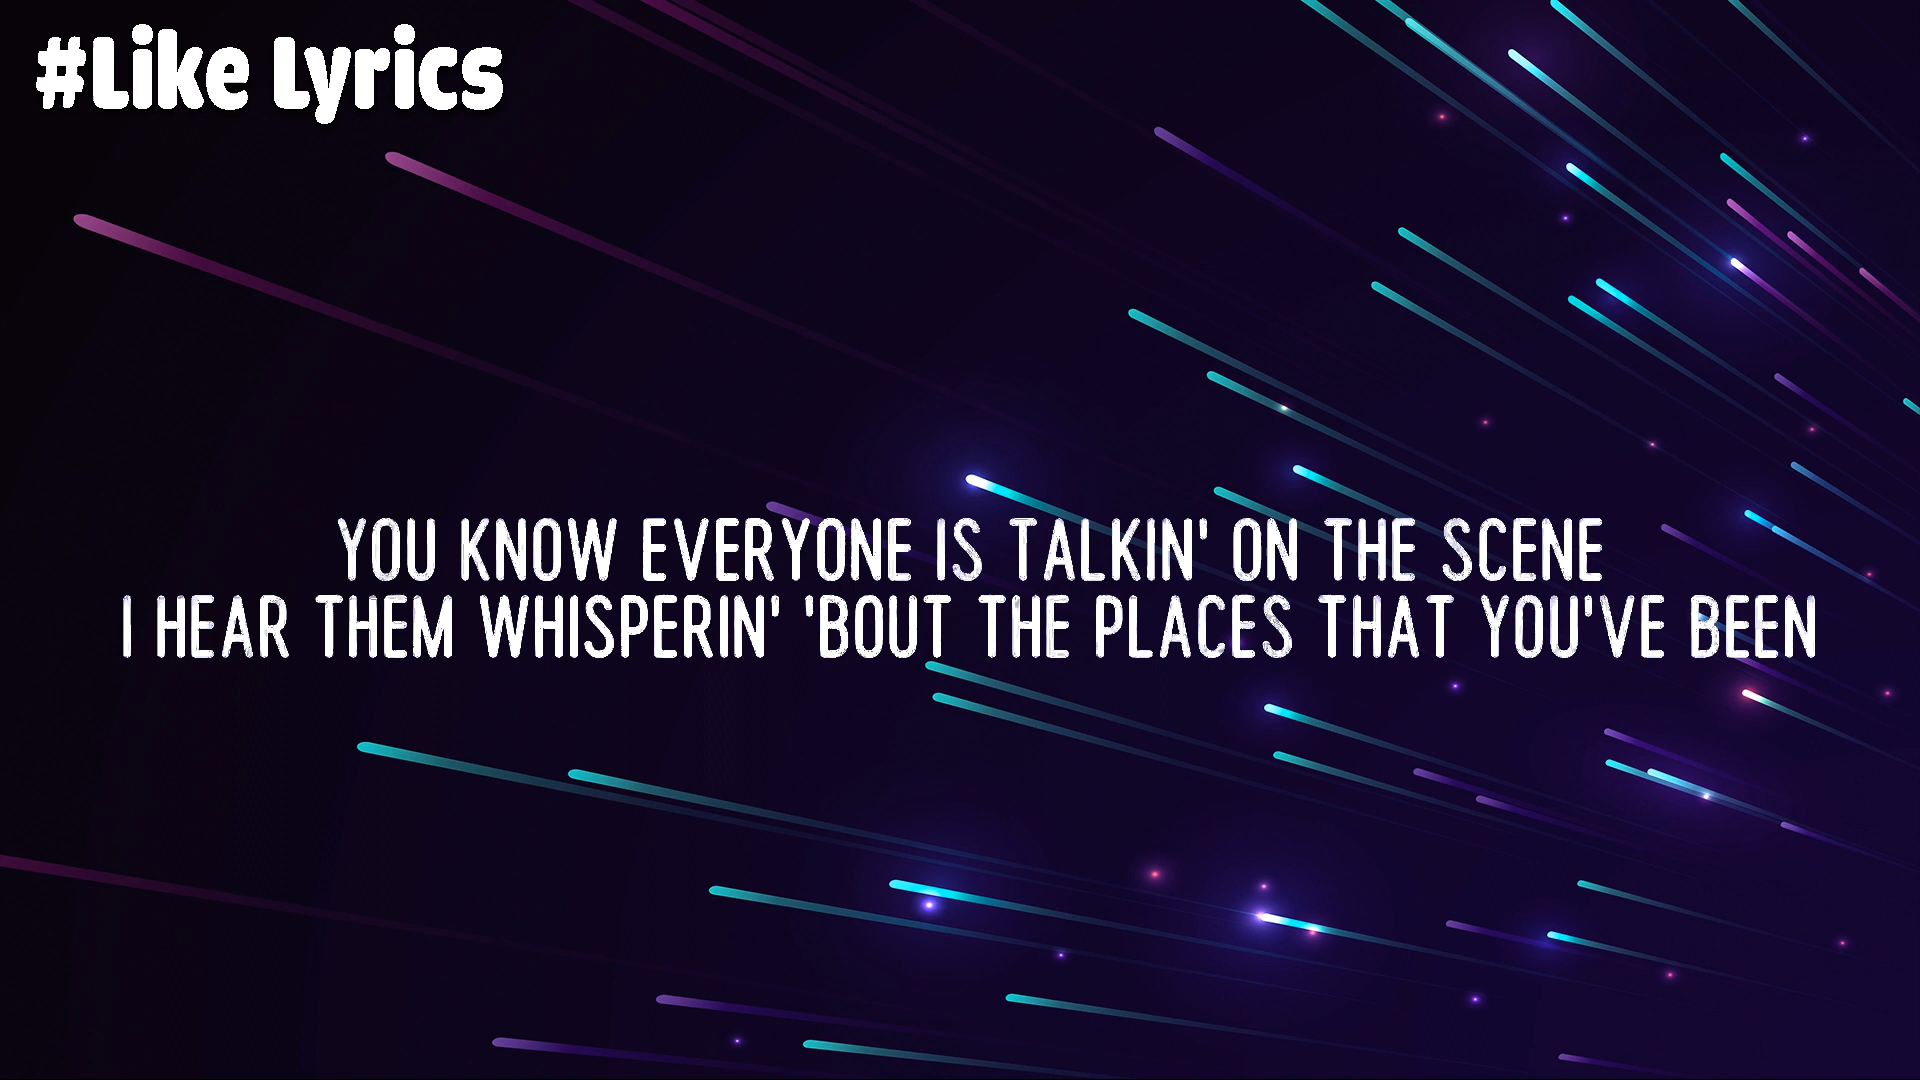 #Like Lyrics
YOU KNOW EVERYONE IS TALKIN' ON THE SCENE
I HEAR THEM WHISPERIN' 'BOUT THE PLACES THAT YOU'VE BEEN